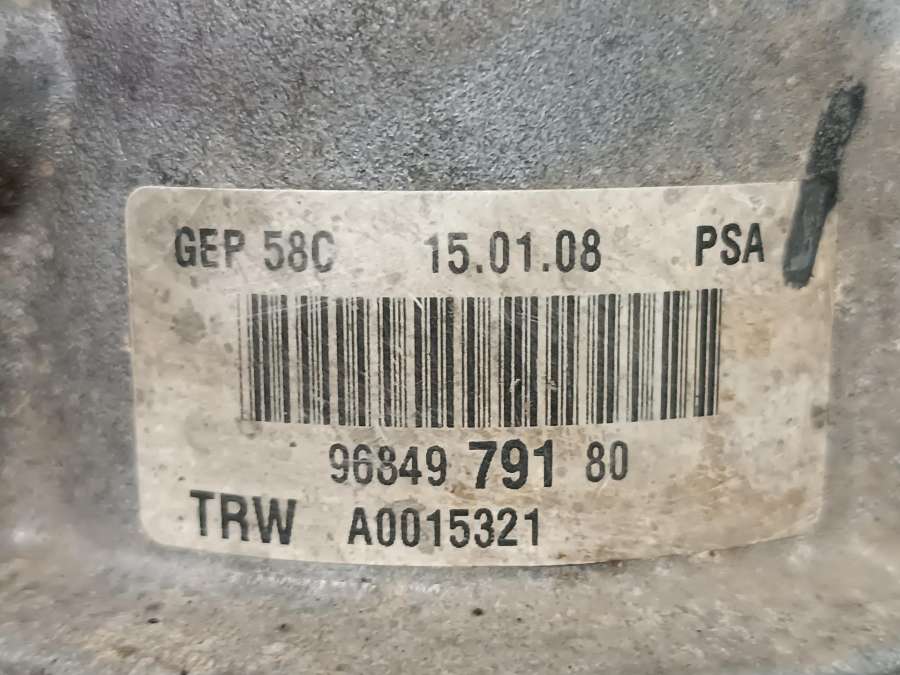 GEP 58C 15.01.08 PSA
96849 791 80
TRW A0015321